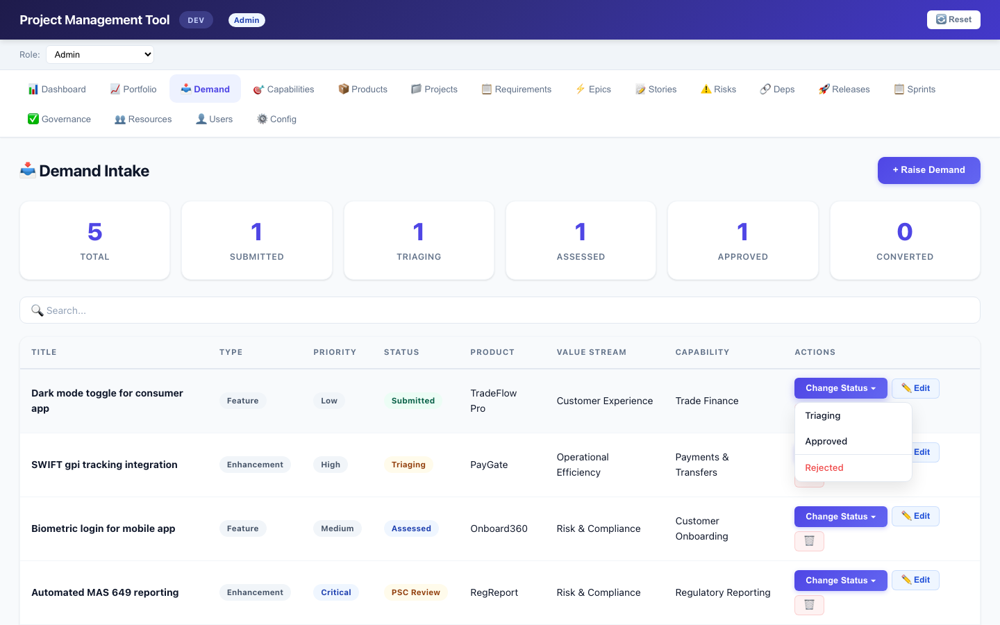 Project Management Tool DEV Admin Reset
Role: Admin
Dashboard Portfolio Demand Capabilities Products Projects Requirements Epics Stories Risks Deps Releases Sprints
Governance Resources Users Config
Demand Intake + Raise Demand
5 1 1 1 1 0
TOTAL SUBMITTED TRIAGING ASSESSED APPROVED CONVERTED
Search...
TITLE TYPE PRIORITY STATUS PRODUCT VALUE STREAM CAPABILITY ACTIONS
Dark mode toggle for consumer
app
Feature Low Submitted
TradeFlow
Pro
Customer Experience Trade Finance
Change Status Edit
Triaging
Approved
Rejected
SWIFT gpi tracking integration Enhancement High Triaging PayGate
Operational
Efficiency
Payments &
Transfers
Edit
Biometric login for mobile app Feature Medium Assessed Onboard360 Risk & Compliance
Customer
Onboarding
Change Status Edit
Automated MAS 649 reporting Enhancement Critical PSC Review RegReport Risk & Compliance Regulatory Reporting
Change Status Edit